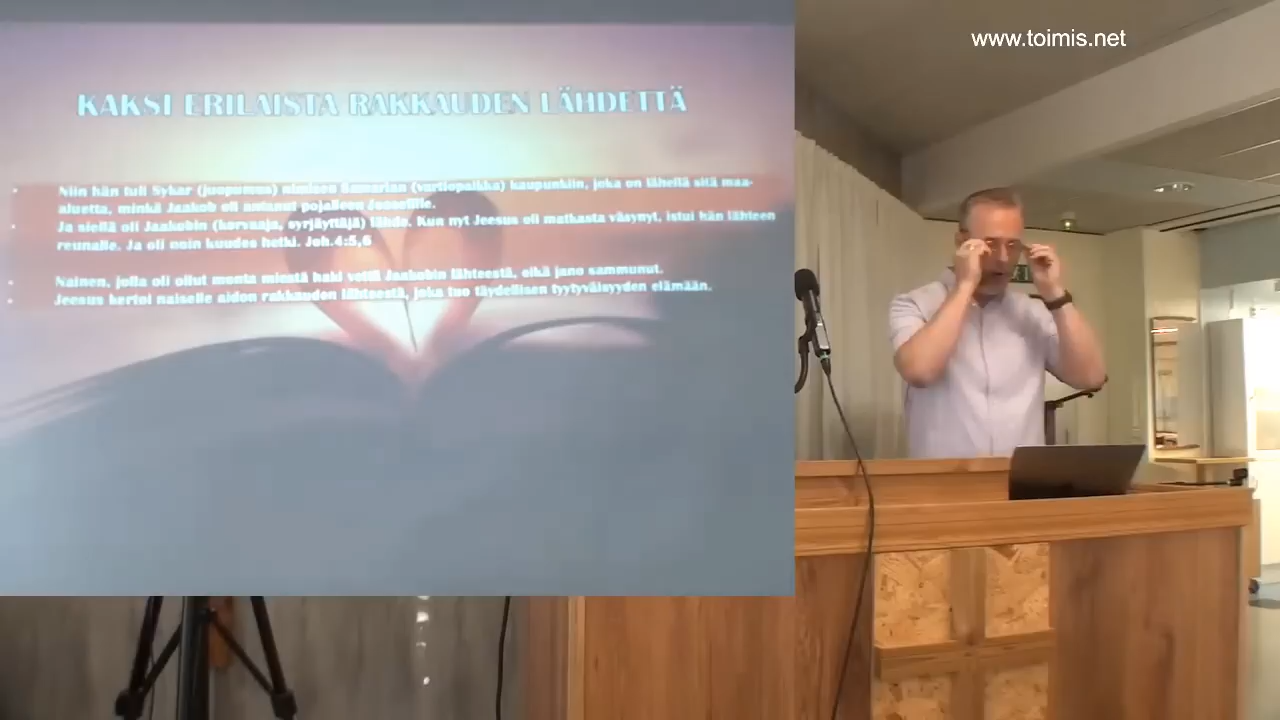 www.toimis.net
KAKSI ERILAISTA RAKKAUDEN LÄHDETTÄ
Niin hän tuli Sykar (juopumus) nimisen Samarian (vartiopaikka) kaupunkiin, joka on lähellä sitä maa-
aluetta, minkä Jaakob oli antanut pojalleen Joosefille.
Ja siellä oli Jaakobin (korvaaja, syrjäyttäjä) lähde. Kun nyt Jeesus oli matkasta väsynyt, istui hän lähteen
reunalle. Ja oli noin kuudes hetki. Joh.4:5,6
Nainen, jolla oli ollut monta miestä haki vettä Jaakobin lähteestä, eikä jano sammunut.
Jeesus kertoi naiselle aidon rakkauden lähteestä, joka tuo täydellisen tyytyväisyyden elämään.